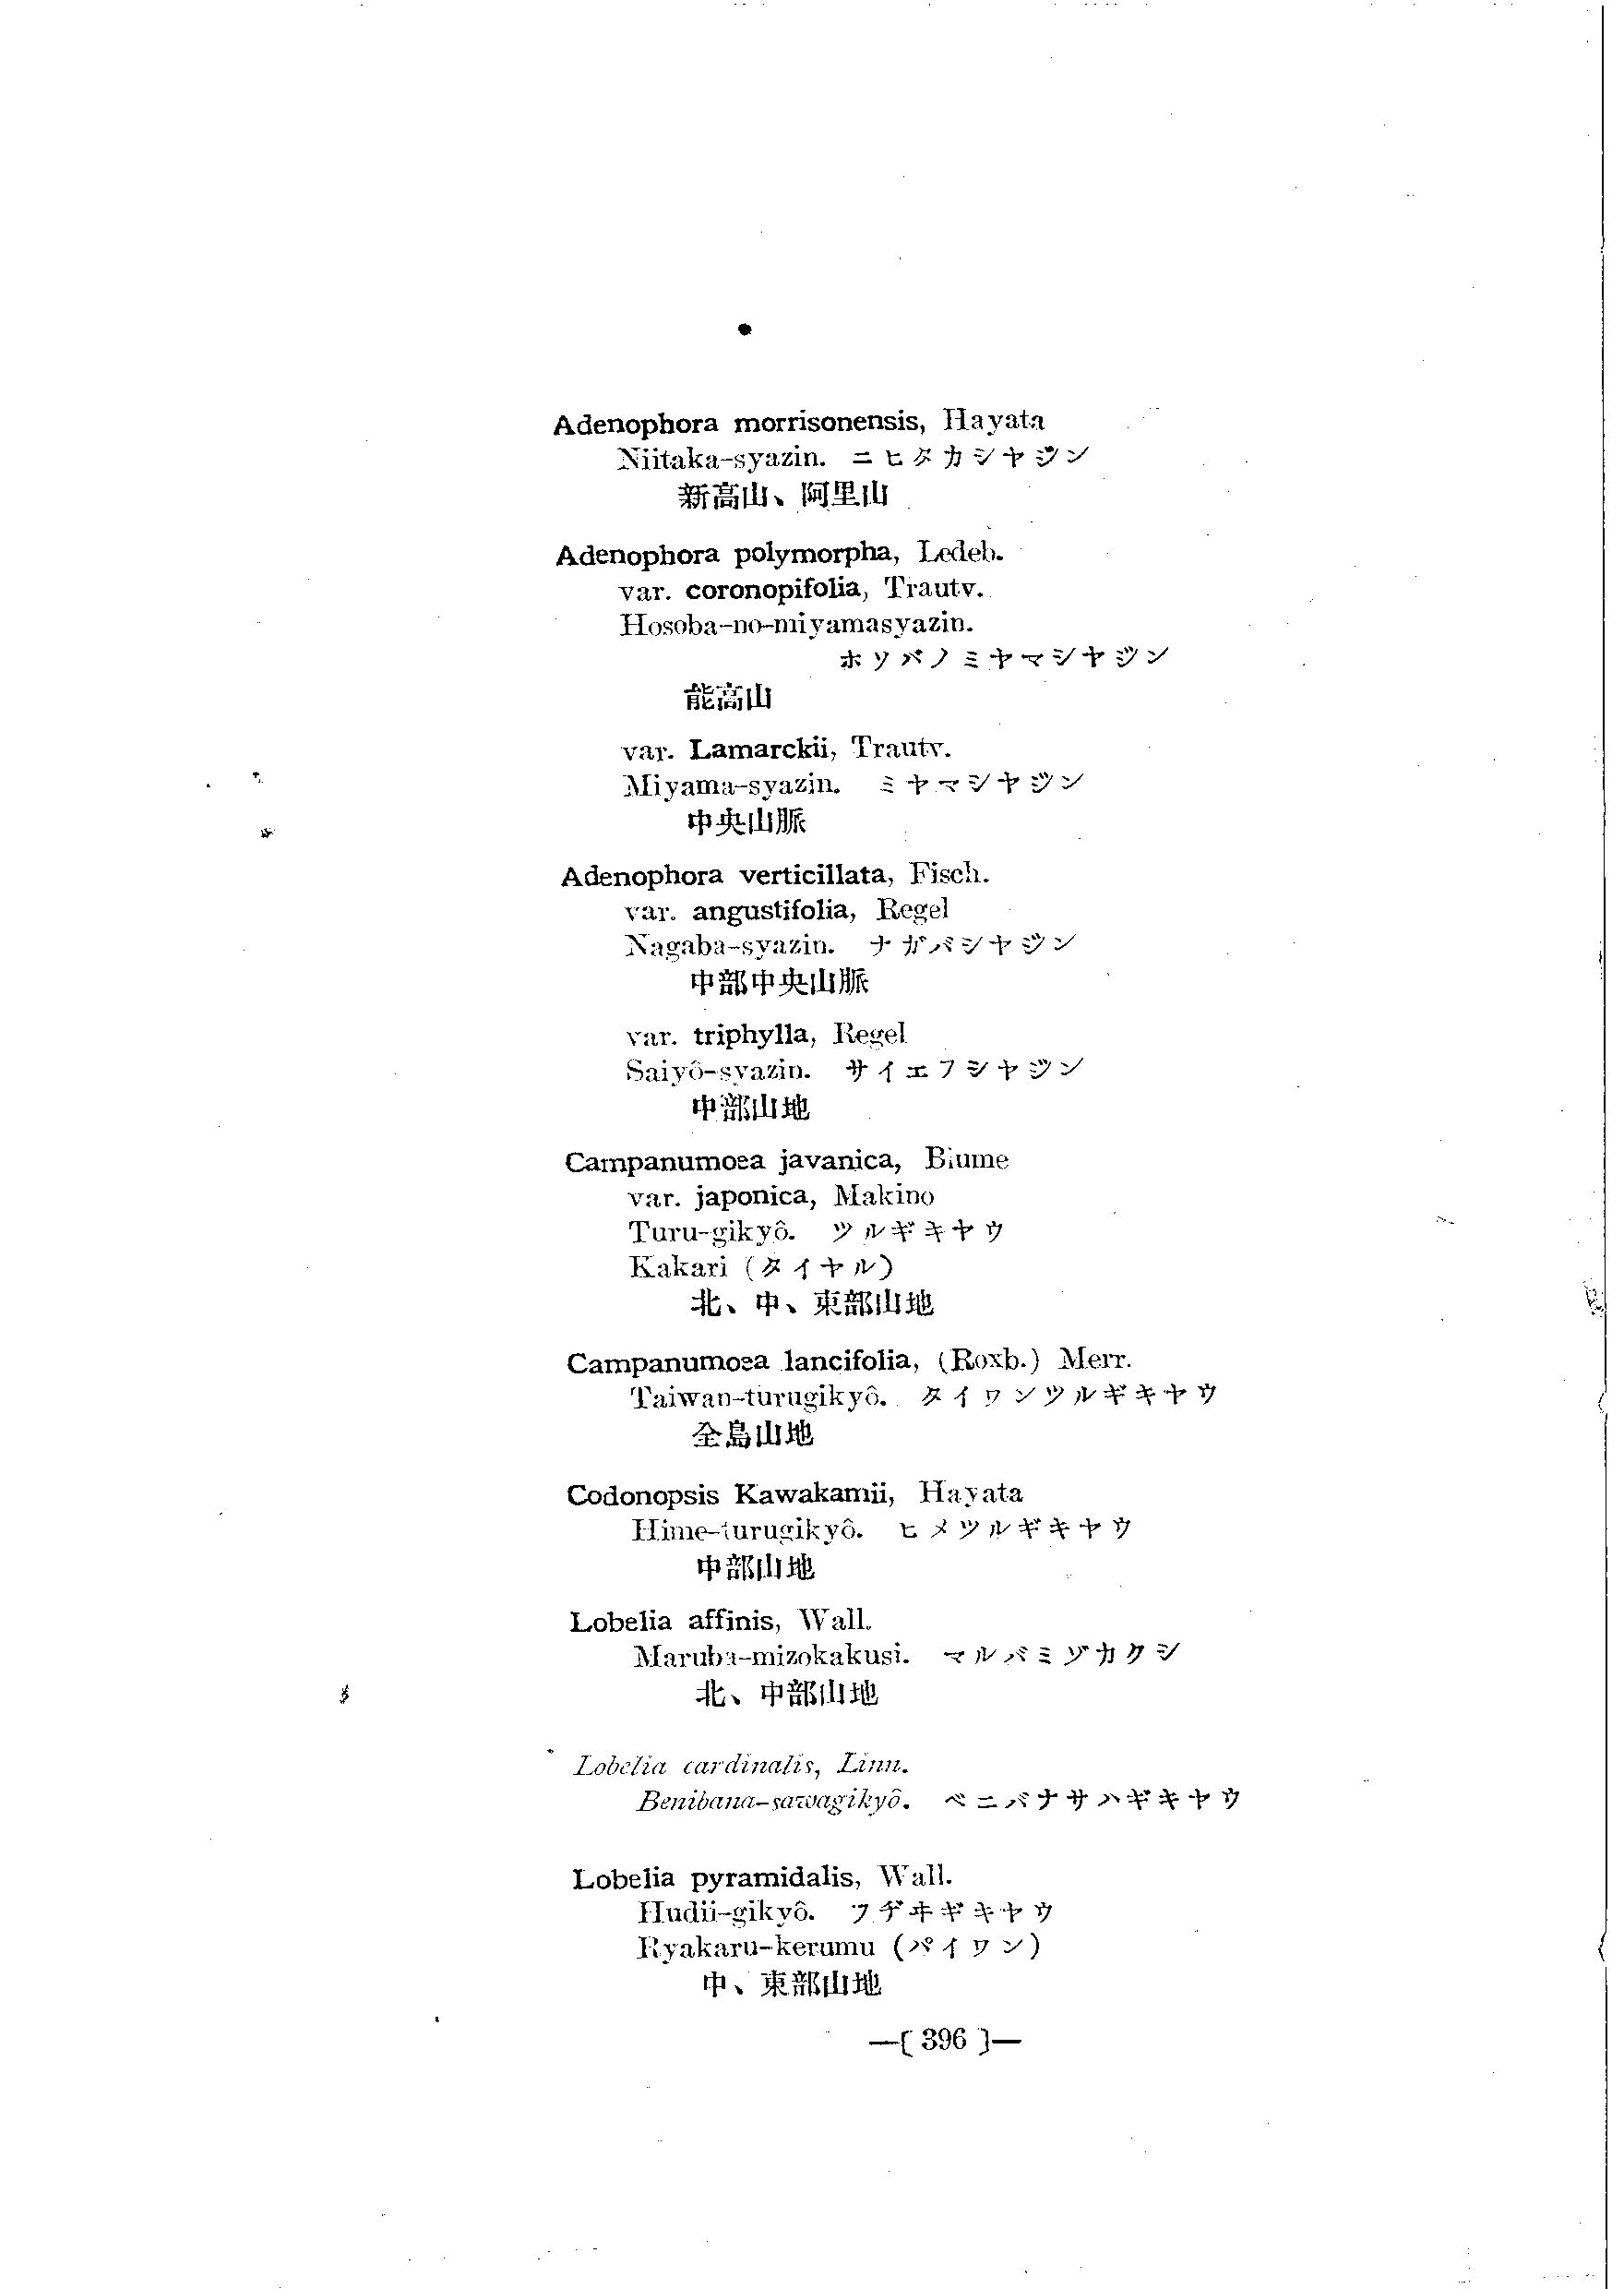 Adenophora morrisonensis, Hayata
Niitaka-syazin. ニヒタカシヤジン
新高山、阿里山
Adenophora polymorpha, Ledeb.
var. coronopifolia, Trautv.
Hosoba-no-miyamasyazin.
ホソバノミヤマシヤジン
能高山
var. Lamarckii, Trautv.
Miyama-syazin. ミヤマシヤジン
中央山脈
Adenophora verticillata, Fisch.
var. angustifolia, Regel
Nagaba-syazin. ナガバシヤジン
中部中央山脈
var. triphylla, Regel
Saiyô-syazin. サイエフシヤジン
中部山地
Campanumoea javanica, Blume
var. japonica, Makino
Turu-gikyô. ツルギキヤウ
Kakari (タイヤル)
北、中、東部山地
Campanumoea lancifolia, (Roxb.) Merr.
Taiwan-turugikyô. タイワンツルギキヤウ
全島山地
Codonopsis Kawakamii, Hayata
Hime-turugikyô. ヒメツルギキヤウ
中部山地
Lobelia affinis, Wall.
Maruba-mizokakusi. マルバミゾカクシ
北、中部山地
Lobelia cardinalis, Linn.
Benibana-sawagikyô. ベニバナサハギキヤウ
Lobelia pyramidalis, Wall.
Hudii-gikyô. フヂヰギキヤウ
Ryakaru-kerumu (パイワン)
中、東部山地
—( 396 )—